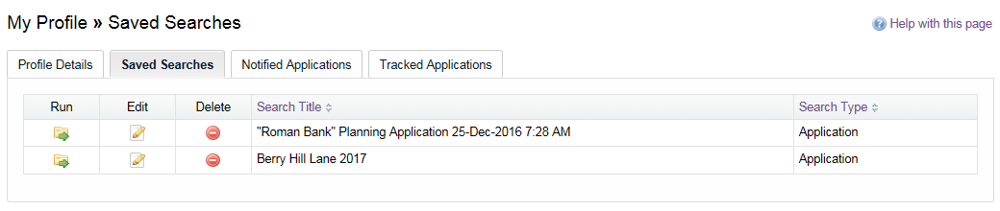 My Profile » Saved Searches
Help with this page
Profile Details Saved Searches Notified Applications Tracked Applications
Run Edit Delete Search Title Search Type
"Roman Bank" Planning Application 25-Dec-2016 7:28 AM Application
Berry Hill Lane 2017 Application